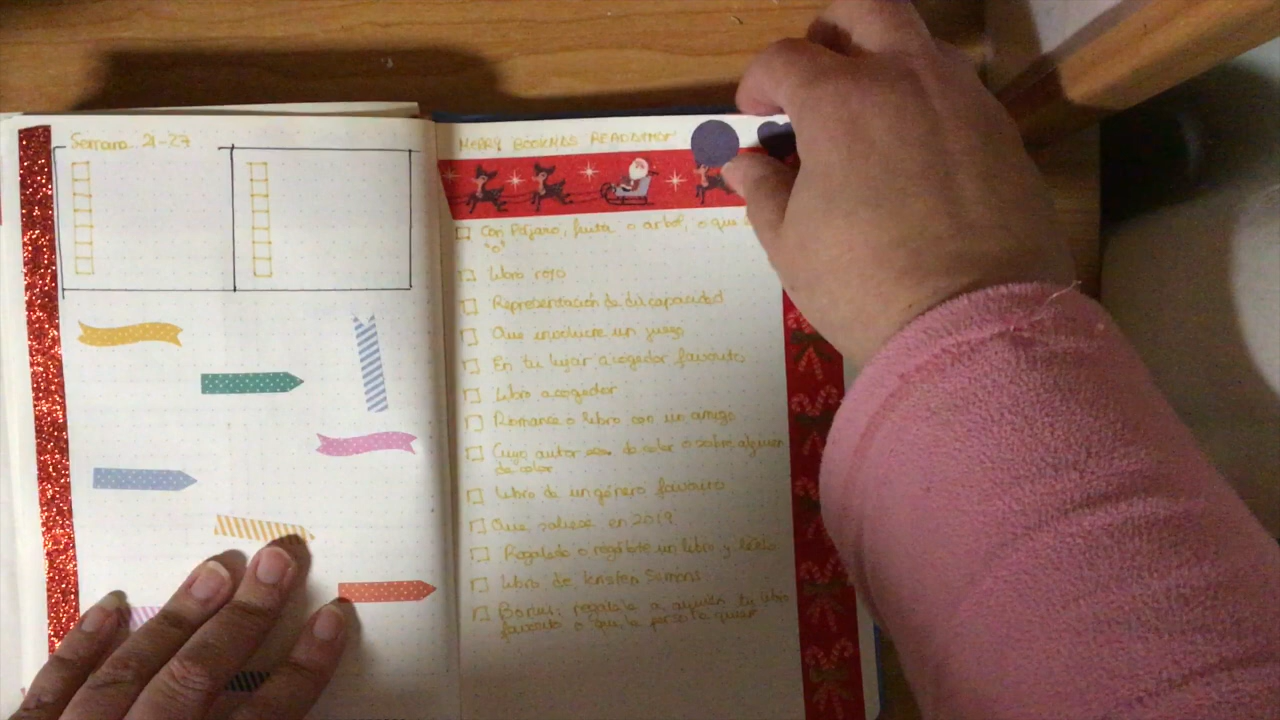 Semana 21-27
MERRY BOOKMAS READATHON
Con Pájaro, fruta o arbol, o que
"o"
Libro rojo
Representación de discapacidad
Que involucre un juego
En tu lugar acogedor favorito
Libro acogedor
Romance o libro con un amigo
Cuyo autor sea de color o sobre alguien
de color
Libro de un género favorito
Que saliese en 2019
Regalado o regálate un libro y léelo
Libro de Kristen Simmons
Bonus: regalale a alguien tu libro
favorito o que la persona quiera